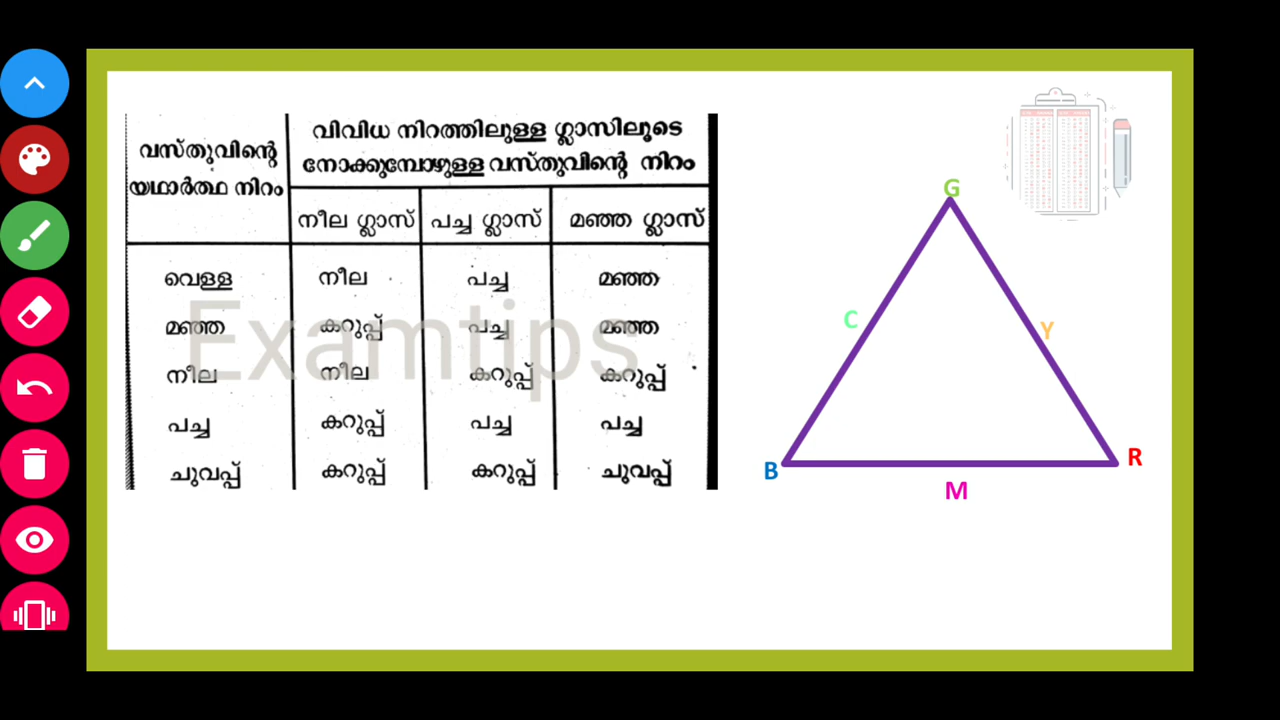 വസ്തുവിന്റെ
യഥാർത്ഥ നിറം
വിവിധ നിറത്തിലുള്ള ഗ്ലാസിലൂടെ
നോക്കുമ്പോഴുള്ള വസ്തുവിന്റെ നിറം
നീല ഗ്ലാസ് പച്ച ഗ്ലാസ് മഞ്ഞ ഗ്ലാസ്
വെള്ള നീല പച്ച മഞ്ഞ
മഞ്ഞ കറുപ്പ് പച്ച മഞ്ഞ
നീല നീല കറുപ്പ് കറുപ്പ്
പച്ച കറുപ്പ് പച്ച പച്ച
ചുവപ്പ് കറുപ്പ് കറുപ്പ് ചുവപ്പ്
Examtips
G
C Y
B R
M